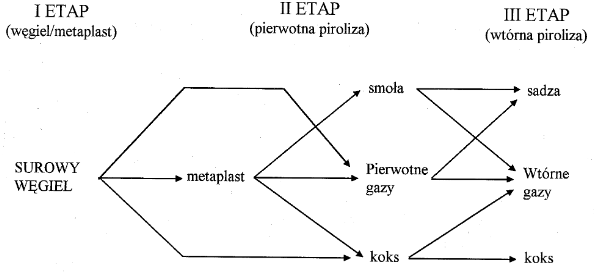 I ETAP
(węgiel/metaplast)
II ETAP
(pierwotna piroliza)
III ETAP
(wtórna piroliza)
smoła
sadza
SUROWY
WĘGIEL
metaplast
Pierwotne
gazy
Wtórne
gazy
koks
koks